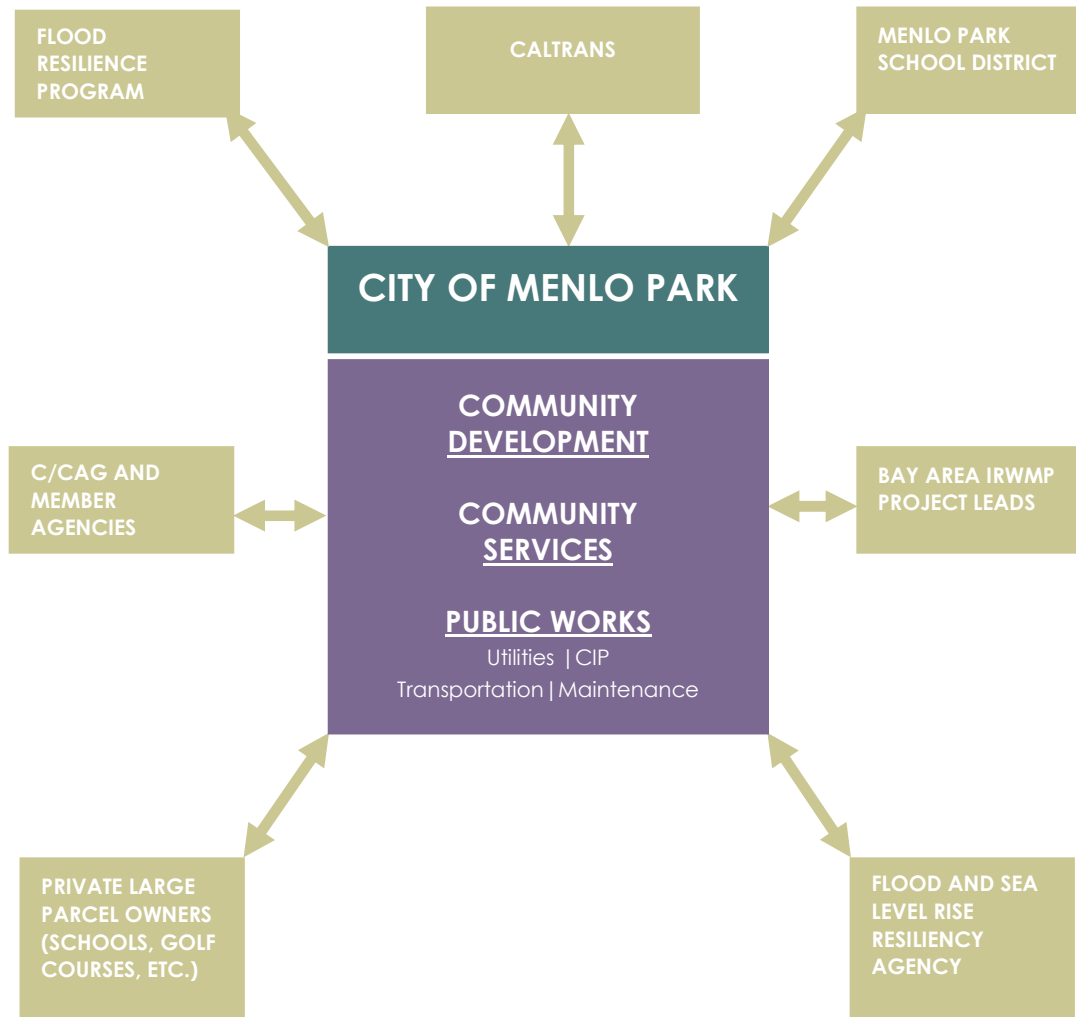 FLOOD
RESILIENCE
PROGRAM
CALTRANS
MENLO PARK
SCHOOL DISTRICT
CITY OF MENLO PARK
COMMUNITY
DEVELOPMENT
COMMUNITY
SERVICES
PUBLIC WORKS
Utilities |CIP
Transportation|Maintenance
C/CAG AND
MEMBER
AGENCIES
BAY AREA IRWMP
PROJECT LEADS
PRIVATE LARGE
PARCEL OWNERS
(SCHOOLS, GOLF
COURSES, ETC.)
FLOOD AND SEA
LEVEL RISE
RESILIENCY
AGENCY